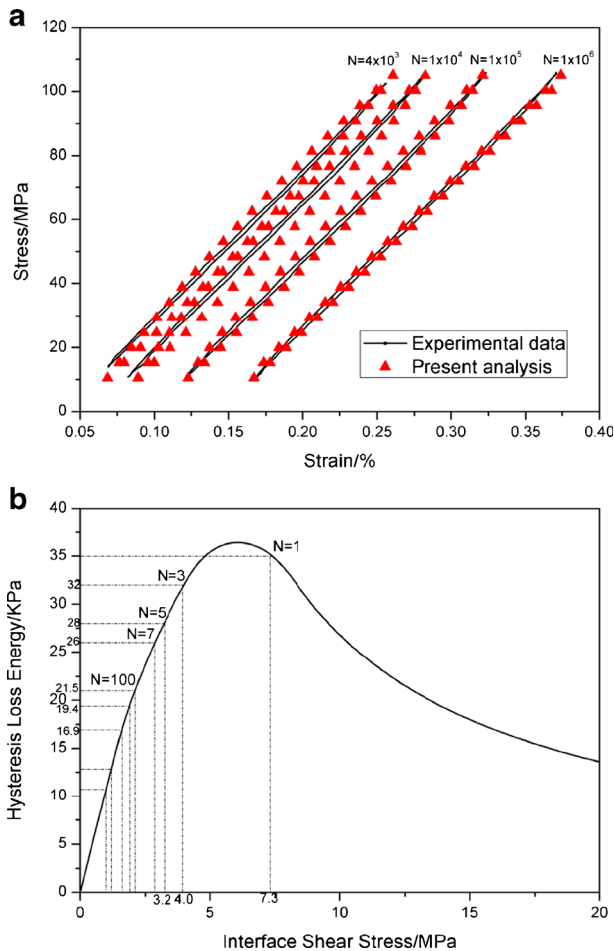 a
120
100
80
60
40
20
0
Stress/MPa
N=4x10³ N=1x10⁴ N=1x10⁵ N=1x10⁶
Experimental data
Present analysis
0.05 0.10 0.15 0.20 0.25 0.30 0.35 0.40
Strain/%
b
40
35
32
30
28
26
25
21.5
20
19.4
16.9
15
10
5
0
Hysteresis Loss Energy/KPa
N=1
N=3
N=5
N=7
N=100
0 3.2 4.0 5 7.3 10 15 20
Interface Shear Stress/MPa